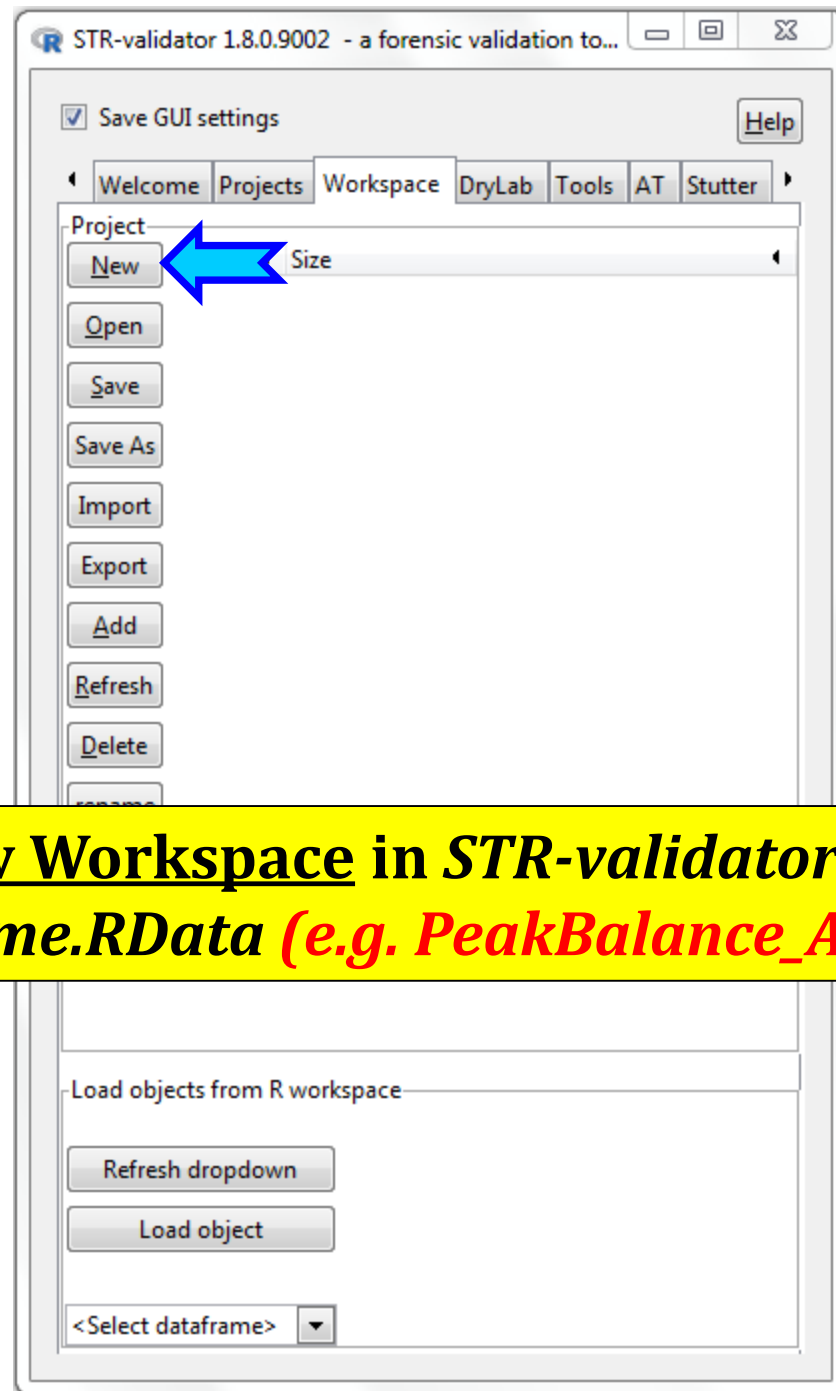 STR-validator 1.8.0.9002 - a forensic validation to...
Save GUI settings
Help
Welcome Projects Workspace DryLab Tools AT Stutter
Project
New
Size
Open
Save
Save As
Import
Export
Add
Refresh
Delete
rename
Workspace in STR-validator
me.RData (e.g. PeakBalance_A
Load objects from R workspace
Refresh dropdown
Load object
<Select dataframe>